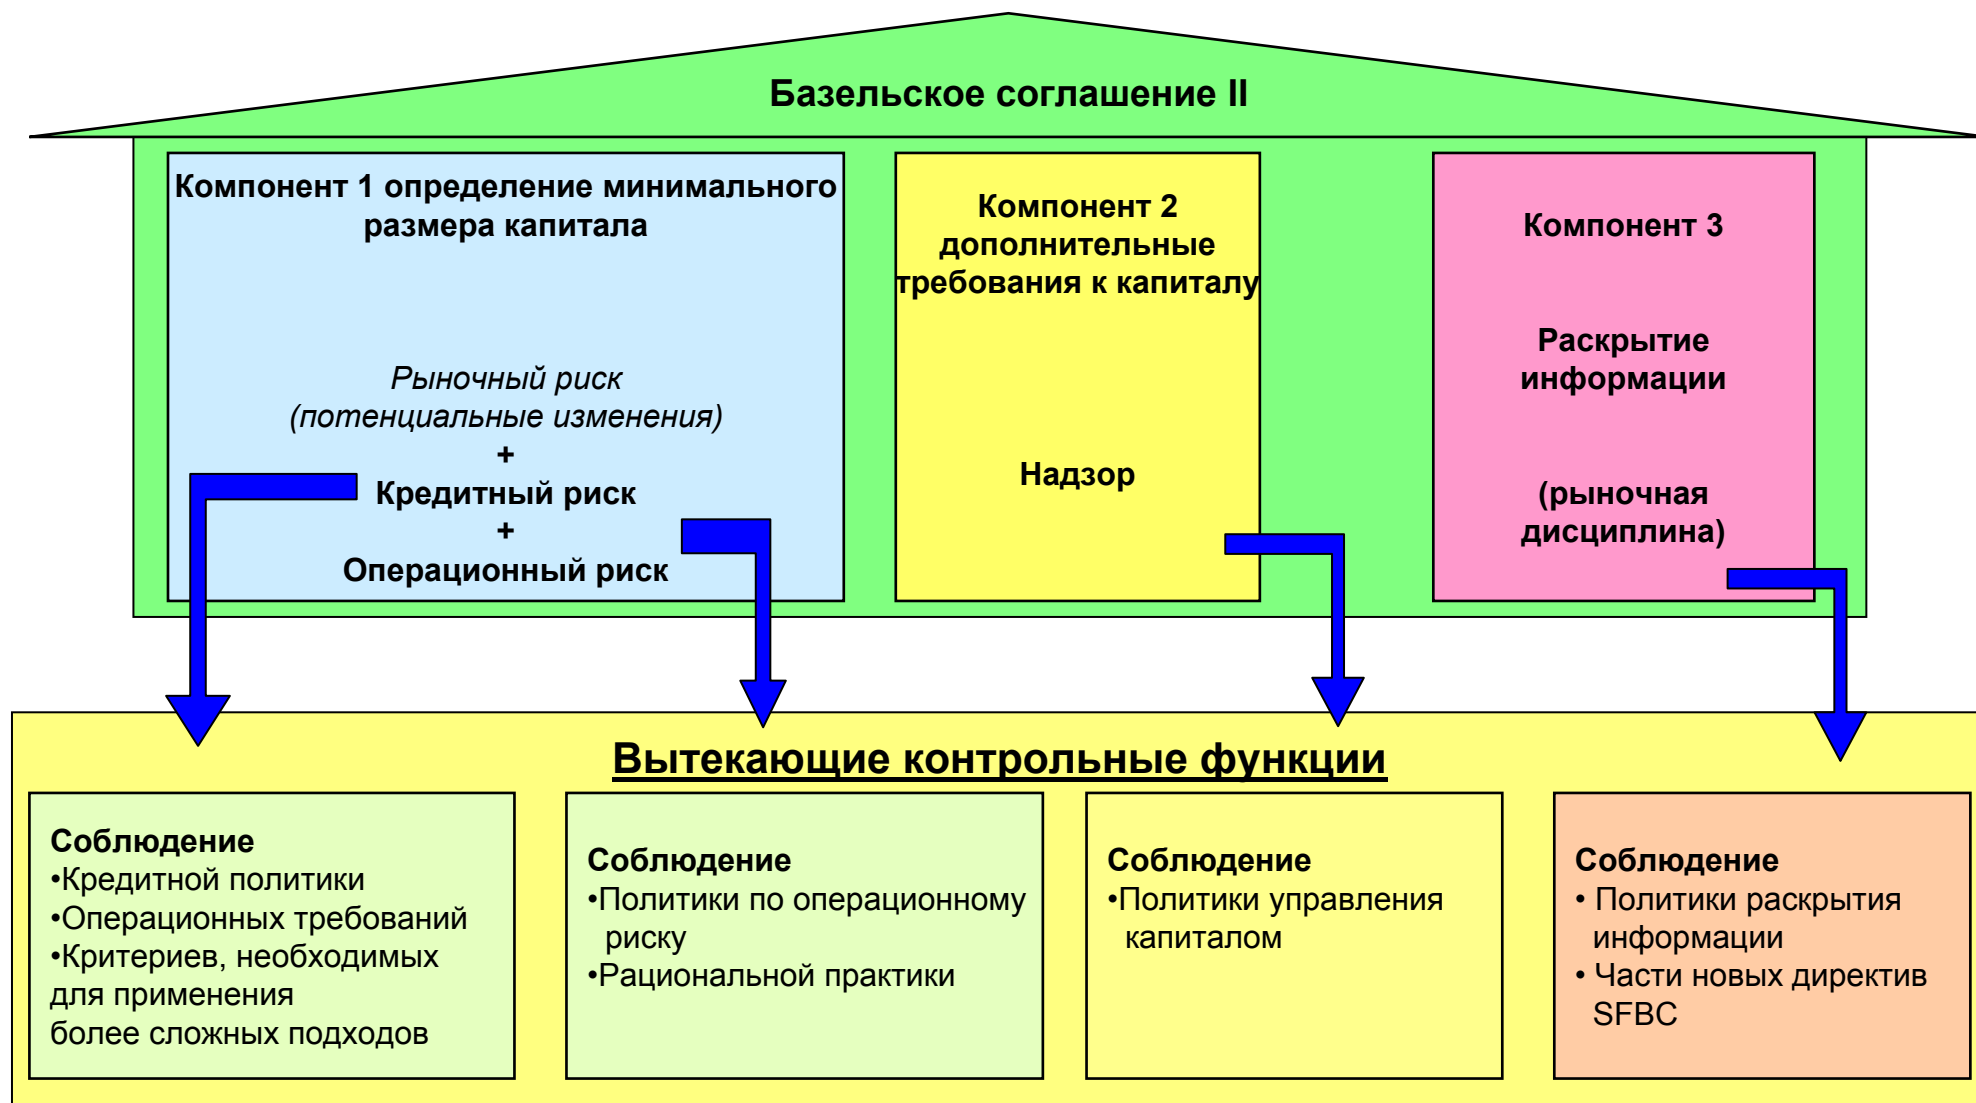 Базельское соглашение II
Компонент 1 определение минимального
размера капитала
Рыночный риск
(потенциальные изменения)
+
Кредитный риск
+
Операционный риск
Компонент 2
дополнительные
требования к капиталу
Надзор
Компонент 3
Раскрытие
информации
(рыночная
дисциплина)
Вытекающие контрольные функции
Соблюдение
•Кредитной политики
•Операционных требований
•Критериев, необходимых
для применения
более сложных подходов
Соблюдение
•Политики по операционному
риску
•Рациональной практики
Соблюдение
•Политики управления
капиталом
Соблюдение
• Политики раскрытия
информации
• Части новых директив
SFBC